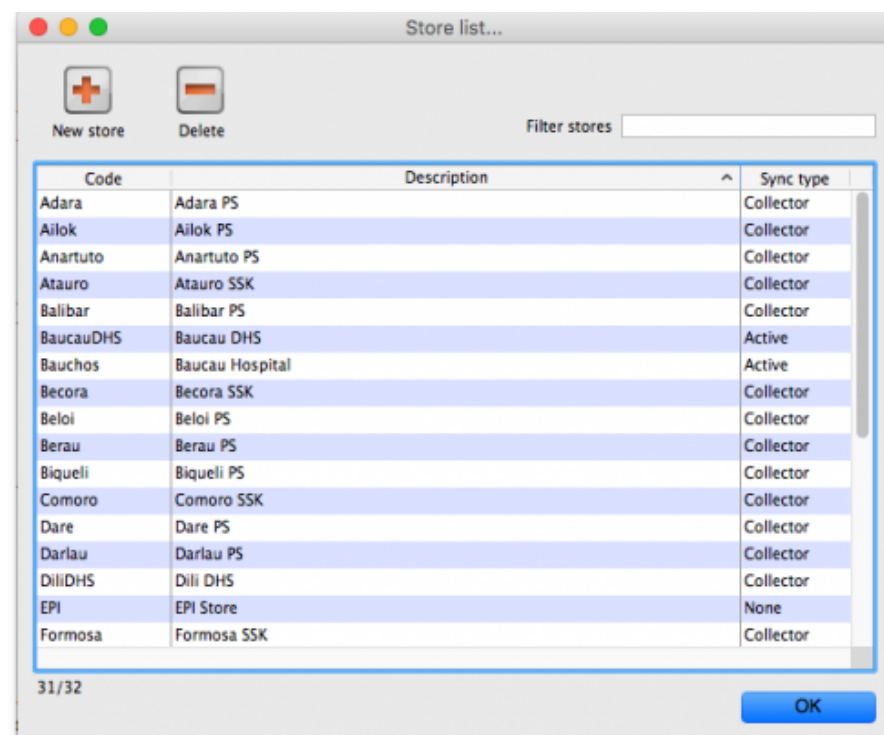 Store list...
New store Delete Filter stores
Code Description Sync type
Adara Adara PS Collector
Ailok Ailok PS Collector
Anartuto Anartuto PS Collector
Atauro Atauro SSK Collector
Balibar Balibar PS Collector
BaucauDHS Baucau DHS Active
Bauchos Baucau Hospital Active
Becora Becora SSK Collector
Beloi Beloi PS Collector
Berau Berau PS Collector
Biqueli Biqueli PS Collector
Comoro Comoro SSK Collector
Dare Dare PS Collector
Darlau Darlau PS Collector
DiliDHS Dili DHS Collector
EPI EPI Store None
Formosa Formosa SSK Collector
31/32
OK